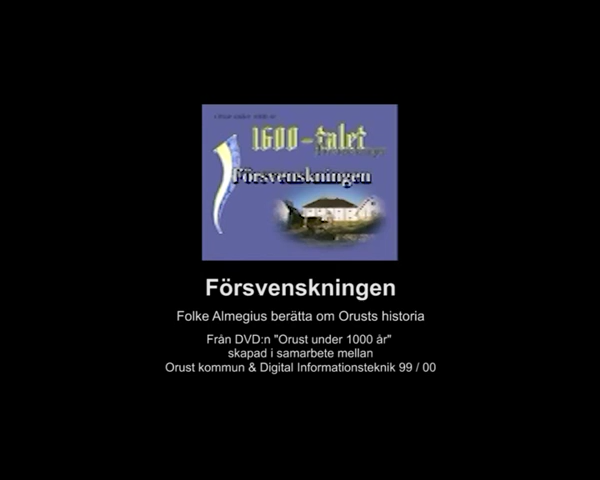 1600-talet
Försvenskningen
Försvenskningen
Folke Almegius berätta om Orusts historia
Från DVD:n "Orust under 1000 år"
skapad i samarbete mellan
Orust kommun & Digital Informationsteknik 99 / 00